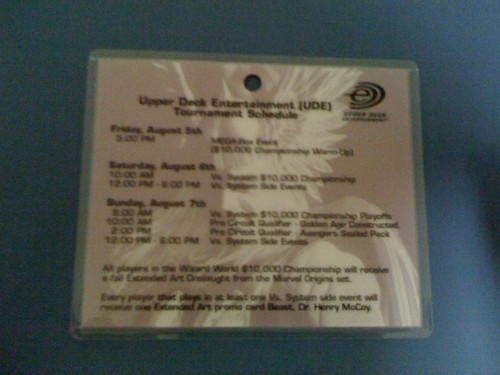 Upper Deck Entertainment (UDE)
Tournament Schedule
UPPER DECK
ENTERTAINMENT
Friday, August 5th
5:00 PM MEGA-Box Event
($10,000 Championship Warm-Up)
Saturday, August 6th
10:00 AM Vs. System $10,000 Championship
12:00 PM - 8:00 PM Vs. System Side Events
Sunday, August 7th
9:00 AM Vs. System $10,000 Championship Playoffs
10:00 AM Pro Circuit Qualifier - Golden Age Constructed
2:00 PM Pro Circuit Qualifier - Avengers Sealed Pack
12:00 PM - 6:00 PM Vs. System Side Events
All players in the Wizard World $10,000 Championship will receive
a foil Extended Art Onslaught from the Marvel Origins set.
Every player that plays in at least one Vs. System side event will
receive one Extended Art promo card Beast, Dr. Henry McCoy.